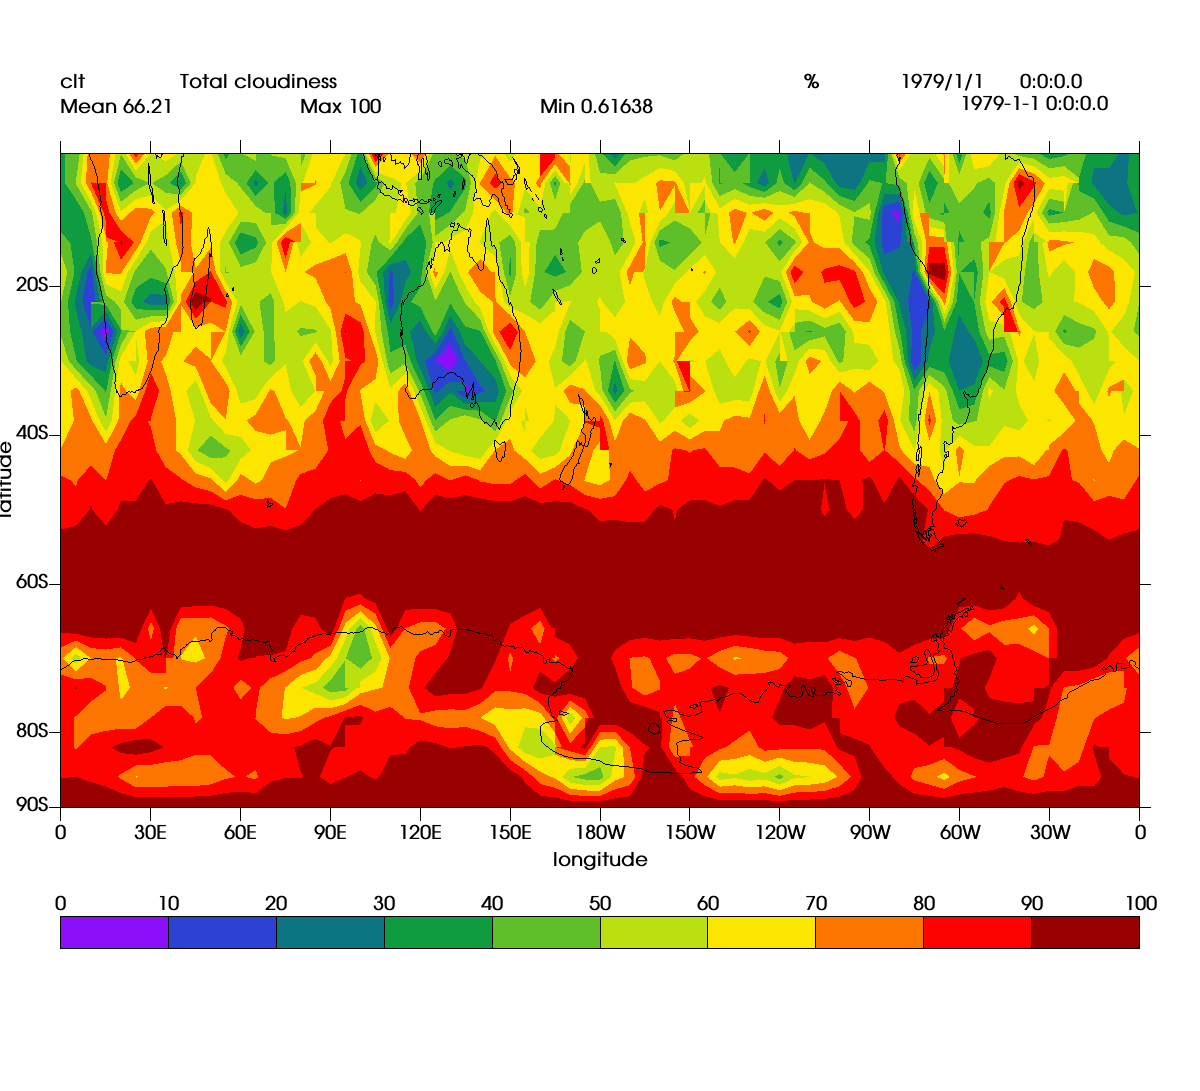 clt Total cloudiness % 1979/1/1 0:0:0.0
Mean 66.21 Max 100 Min 0.61638 1979-1-1 0:0:0.0
20S
40S
latitude
60S
80S
90S
0 30E 60E 90E 120E 150E 180W 150W 120W 90W 60W 30W 0
longitude
0 10 20 30 40 50 60 70 80 90 100